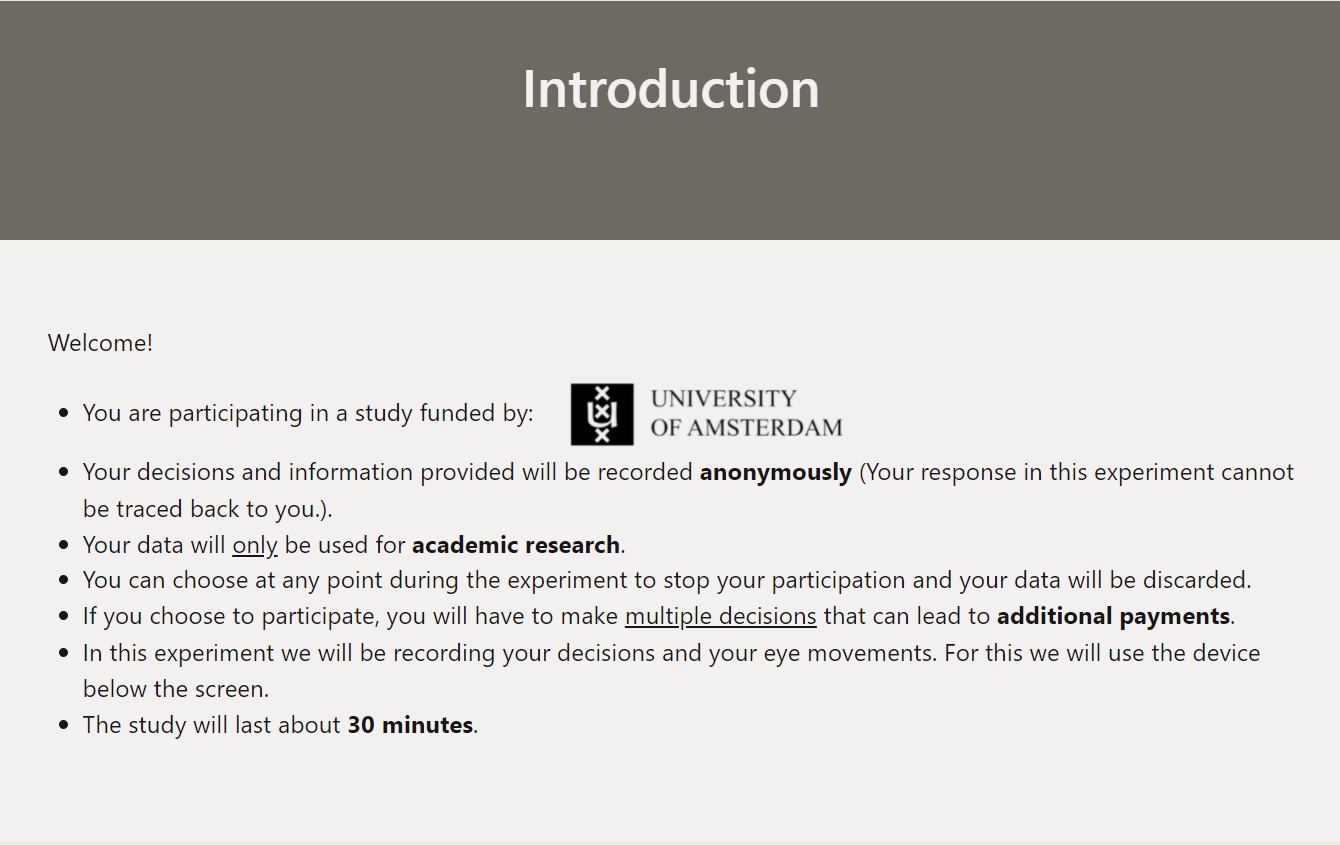 Introduction
Welcome!
You are participating in a study funded by:
UNIVERSITY
OF AMSTERDAM
Your decisions and information provided will be recorded anonymously (Your response in this experiment cannot
be traced back to you.).
Your data will only be used for academic research.
You can choose at any point during the experiment to stop your participation and your data will be discarded.
If you choose to participate, you will have to make multiple decisions that can lead to additional payments.
In this experiment we will be recording your decisions and your eye movements. For this we will use the device
below the screen.
The study will last about 30 minutes.